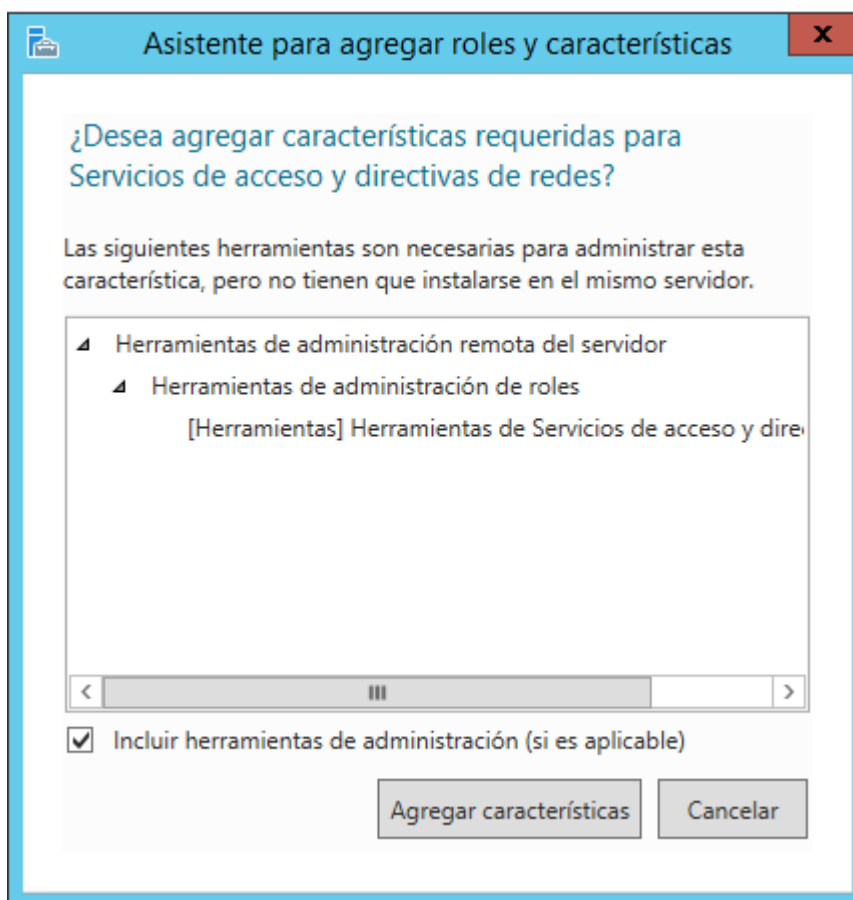 Asistente para agregar roles y características
x
¿Desea agregar características requeridas para
Servicios de acceso y directivas de redes?
Las siguientes herramientas son necesarias para administrar esta
característica, pero no tienen que instalarse en el mismo servidor.
Herramientas de administración remota del servidor
Herramientas de administración de roles
[Herramientas] Herramientas de Servicios de acceso y dire
Incluir herramientas de administración (si es aplicable)
Agregar características
Cancelar